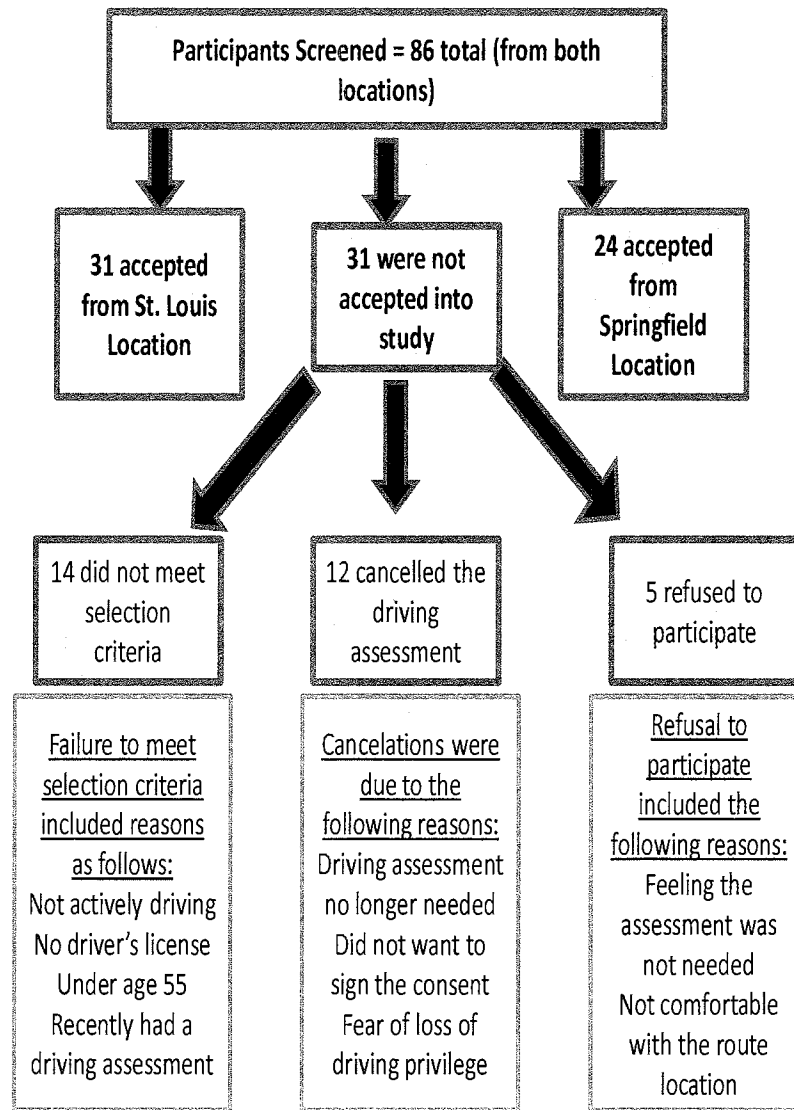 Participants Screened = 86 total (from both
locations)
31 accepted
from St. Louis
Location
31 were not
accepted into
study
24 accepted
from
Springfield
Location
14 did not meet
selection
criteria
12 cancelled the
driving
assessment
5 refused to
participate
Failure to meet
selection criteria
included reasons
as follows:
Not actively driving
No driver's license
Under age 55
Recently had a
driving assessment
Cancelations were
due to the
following reasons:
Driving assessment
no longer needed
Did not want to
sign the consent
Fear of loss of
driving privilege
Refusal to
participate
included the
following reasons:
Feeling the
assessment was
not needed
Not comfortable
with the route
location